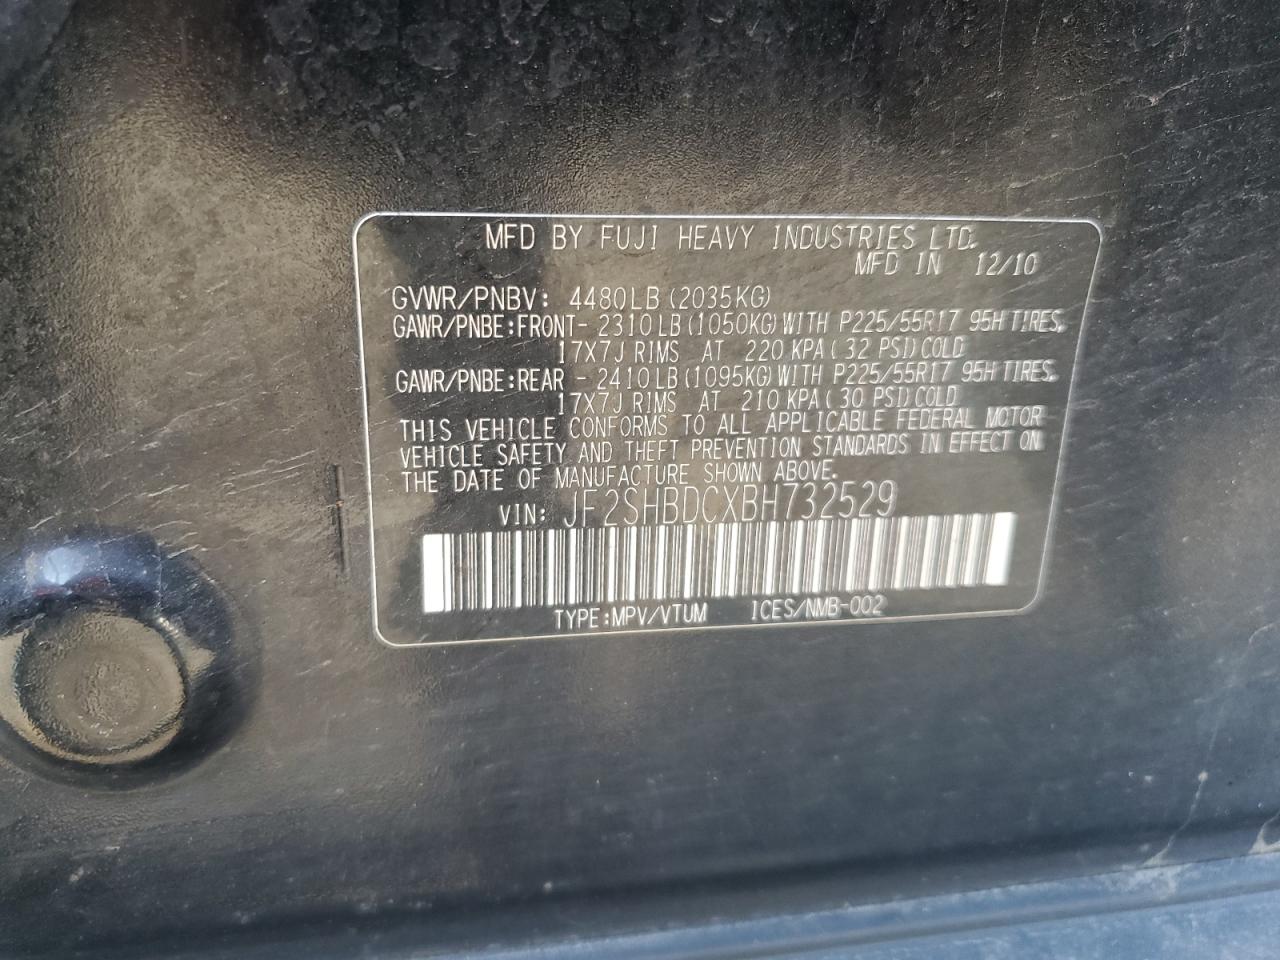 MFD BY FUJI HEAVY INDUSTRIES LTD.
MFD IN 12/10
GVWR/PNBV: 4480LB (2035KG)
GAWR/PNBE:FRONT- 2310 LB (1050KG) WITH P225/55R17 95H TIRES,
17X7J RIMS AT 220 KPA ( 32 PSI) COLD
GAWR/PNBE:REAR - 2410 LB (1095KG) WITH P225/55R17 95H TIRES,
17X7J RIMS AT 210 KPA ( 30 PSI) COLD
THIS VEHICLE CONFORMS TO ALL APPLICABLE FEDERAL MOTOR
VEHICLE SAFETY AND THEFT PREVENTION STANDARDS IN EFFECT ON
THE DATE OF MANUFACTURE SHOWN ABOVE.
VIN: JF2SHBDCXBH732529
TYPE:MPV/VTUM ICES/NMB-002